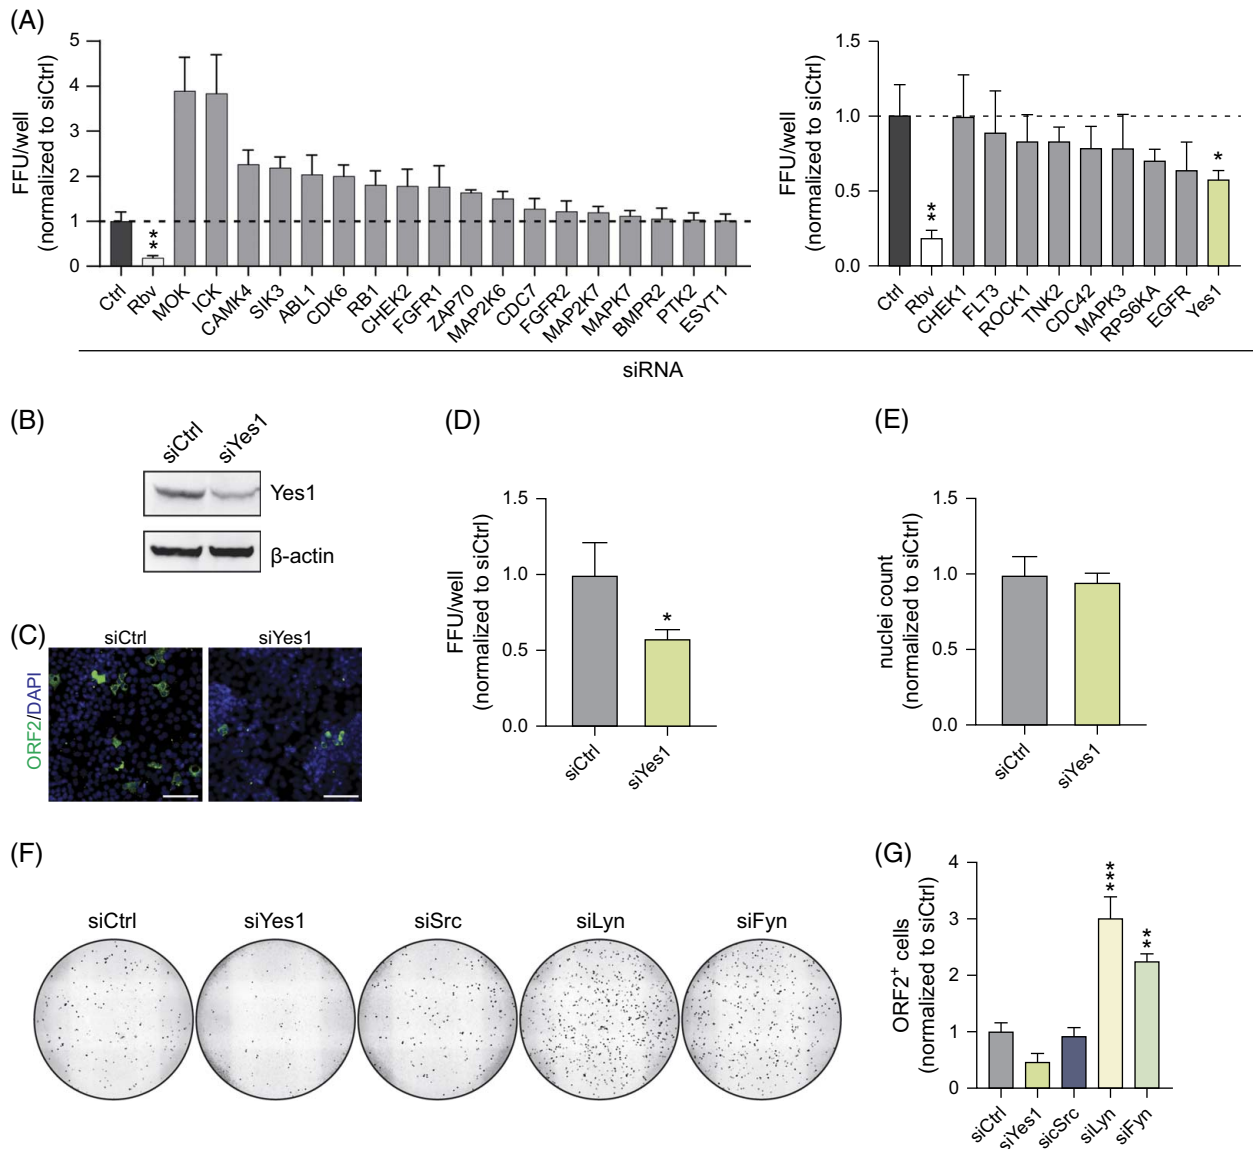 (A)
FFU/well
(normalized to siCtrl)
5
4
3
2
1
0
**
Ctrl
Rbv
MOK
ICK
CAMK4
SIK3
ABL1
CDK6
RB1
CHEK2
FGFR1
ZAP70
MAP2K6
CDC7
FGFR2
MAP2K7
MAPK7
BMPR2
PTK2
ESYT1
FFU/well
(normalized to siCtrl)
1.5
1.0
0.5
0.0
**
*
Ctrl
Rbv
CHEK1
FLT3
ROCK1
TNK2
CDC42
MAPK3
RPS6KA
EGFR
Yes1
siRNA
(B)
siCtrl
siYes1
Yes1
β-actin
(C)
siCtrl
siYes1
ORF2/DAPI
(D)
FFU/well
(normalized to siCtrl)
1.5
1.0
0.5
0.0
*
siCtrl
siYes1
(E)
nuclei count
(normalized to siCtrl)
1.5
1.0
0.5
0.0
siCtrl
siYes1
(F)
siCtrl
siYes1
siSrc
siLyn
siFyn
(G)
ORF2⁺ cells
(normalized to siCtrl)
4
3
2
1
0
***
**
siCtrl
siYes1
sicSrc
siLyn
siFyn